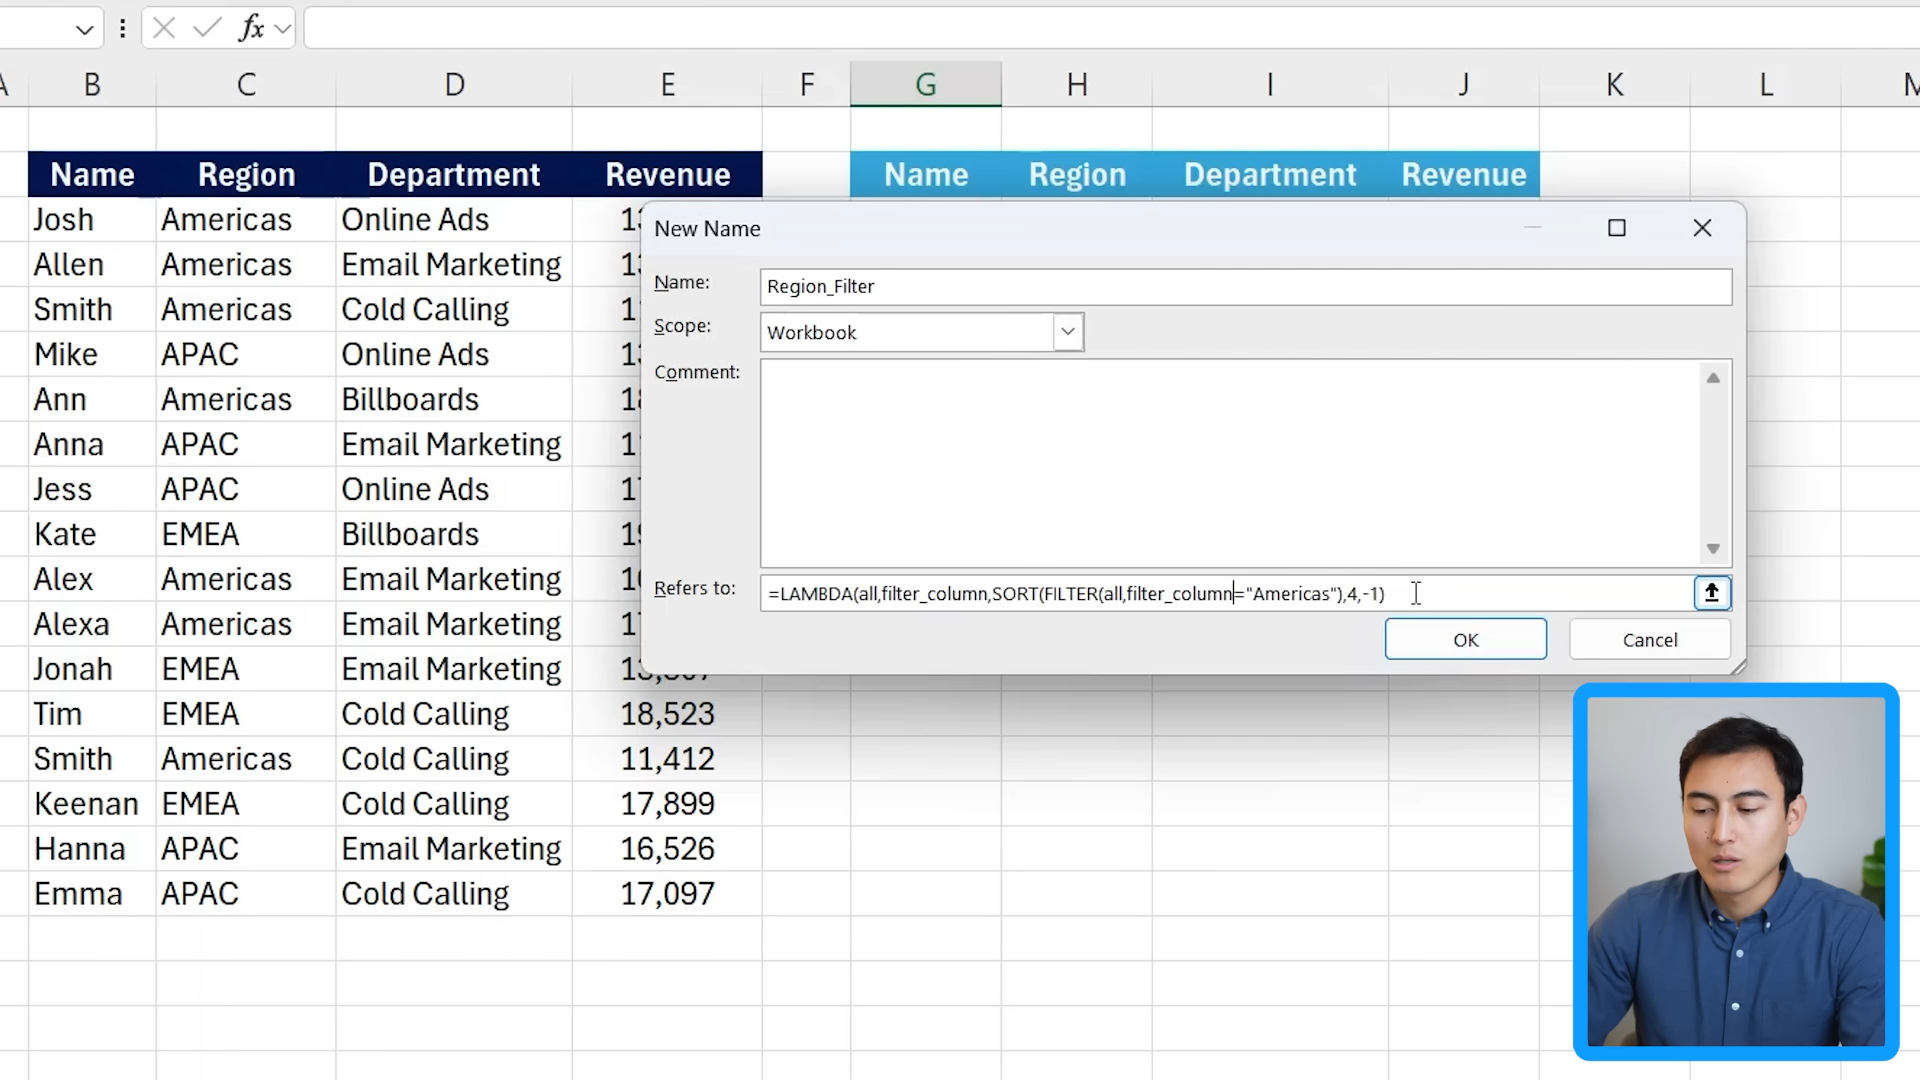 fx
A B C D E F G H I J K L M
Name Region Department Revenue Name Region Department Revenue
Josh Americas Online Ads
Allen Americas Email Marketing
Smith Americas Cold Calling
Mike APAC Online Ads
Ann Americas Billboards
Anna APAC Email Marketing
Jess APAC Online Ads
Kate EMEA Billboards
Alex Americas Email Marketing
Alexa Americas Email Marketing
Jonah EMEA Email Marketing
Tim EMEA Cold Calling 18,523
Smith Americas Cold Calling 11,412
Keenan EMEA Cold Calling 17,899
Hanna APAC Email Marketing 16,526
Emma APAC Cold Calling 17,097
New Name
Name: Region_Filter
Scope: Workbook
Comment:
Refers to: =LAMBDA(all,filter_column,SORT(FILTER(all,filter_column="Americas"),4,-1)
OK Cancel